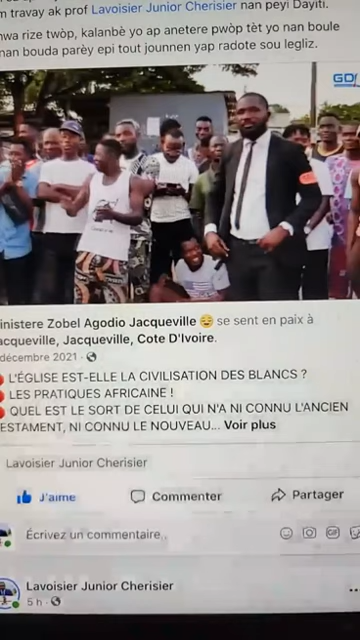 m travay ak prof Lavoisier Junior Cherisier nan peyi Dayiti.
wa rize twòp, kalanbè yo ap anetere pwòp tèt yo nan boule
nan bouda parèy epi tout jounnen yap radote sou legliz.
GD
inistere Zobel Agodio Jacqueville 😌 se sent en paix à
acqueville, Jacqueville, Cote D'Ivoire.
décembre 2021 ·
L'ÉGLISE EST-ELLE LA CIVILISATION DES BLANCS ?
LES PRATIQUES AFRICAINE !
QUEL EST LE SORT DE CELUI QUI N'A NI CONNU L'ANCIEN
ESTAMENT, NI CONNU LE NOUVEAU... Voir plus
Lavoisier Junior Cherisier
J'aime
Commenter
Partager
Écrivez un commentaire..
GIF
Lavoisier Junior Cherisier
5 h ·